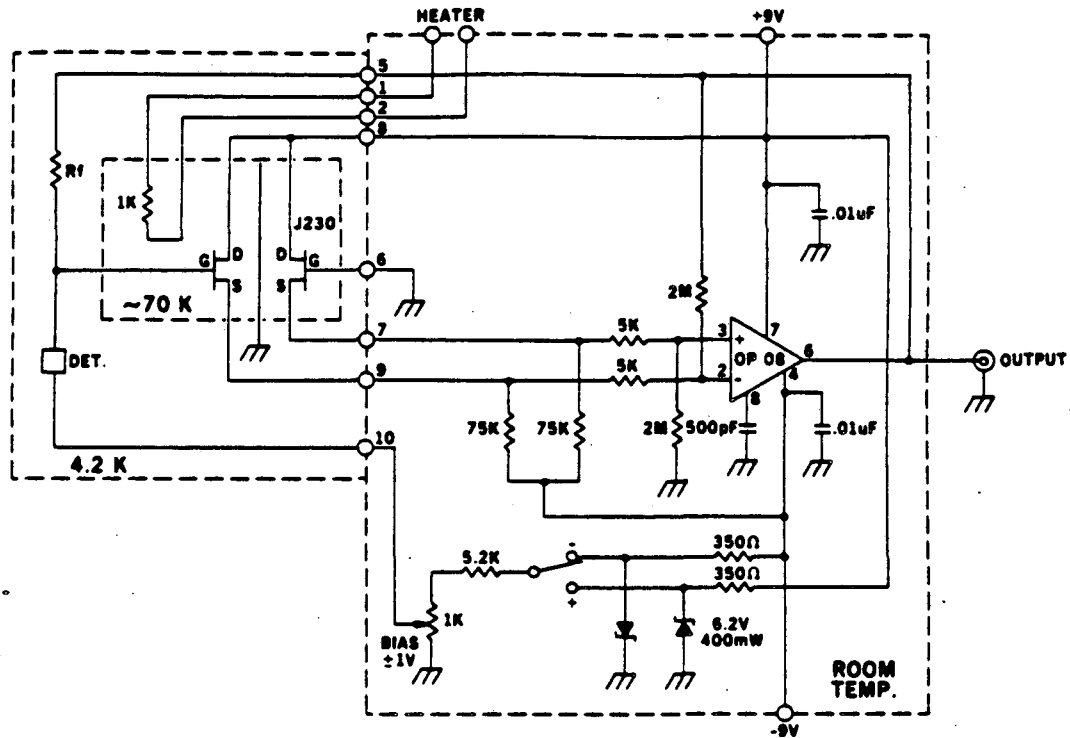 HEATER
+9V
5
1
2
8
Rf
1K
J230
.01uF
G D
D G
S
S
6
~70 K
2M
7
5K
3
+
7
OP 08
6
OUTPUT
DET.
9
5K
2
-
4
8
75K
75K
2M
500pF
.01uF
10
4.2 K
350Ω
5.2K
-
350Ω
+
1K
6.2V
400mW
BIAS
±1V
ROOM
TEMP.
-9V